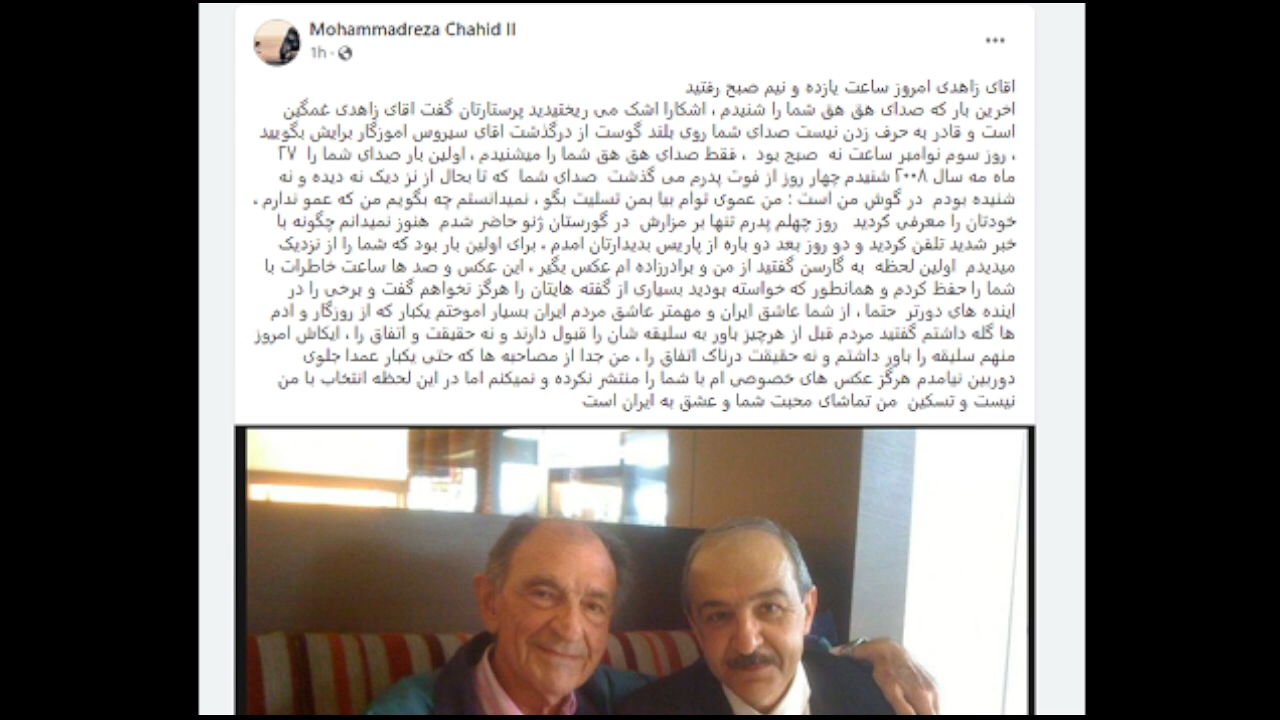 Mohammadreza Chahid II
1h ·
اقای زاهدی امروز ساعت یازده و نیم صبح رفتید
اخرین بار که صدای هق هق شما را شنیدم ، اشکارا اشک می ریختیدید پرستارتان گفت اقای زاهدی غمگین
است و قادر به حرف زدن نیست صدای شما روی بلند گوست از درگذشت اقای سیروس اموزگار برایش بگویید
، روز سوم نوامبر ساعت نه صبح بود ، فقط صدای هق هق شما را میشنیدم ، اولین بار صدای شما را ۲۷
ماه مه سال ۲۰۰۸ شنیدم چهار روز از فوت پدرم می گذشت صدای شما که تا بحال از نز دیک نه دیده و نه
شنیده بودم در گوش من است : من عموی توام بیا بمن تسلیت بگو ، نمیدانستم چه بگویم من که عمو ندارم ،
خودتان را معرفی کردید روز چهلم پدرم تنها بر مزارش در گورستان ژنو حاضر شدم هنوز نمیدانم چگونه با
خبر شدید تلفن کردید و دو روز بعد دو باره از پاریس بدیدارتان امدم ، برای اولین بار بود که شما را از نزدیک
میدیدم اولین لحظه به گارسن گفتید از من و برادرزاده ام عکس بگیر ، این عکس و صد ها ساعت خاطرات با
شما را حفظ کردم و همانطور که خواسته بودید بسیاری از گفته هایتان را هرگز نخواهم گفت و برخی را در
اینده های دورتر حتما ، از شما عاشق ایران و مهمتر عاشق مردم ایران بسیار اموختم یکبار که از روزگار و ادم
ها گله داشتم گفتید مردم قبل از هرچیز باور به سلیقه شان را قبول دارند و نه حقیقت و اتفاق را ، ایکاش امروز
منهم سلیقه را باور داشتم و نه حقیقت درناک اتفاق را ، من جدا از مصاحبه ها که حتی یکبار عمدا جلوی
دوربین نیامدم هرگز عکس های خصوصی ام با شما را منتشر نکرده و نمیکنم اما در این لحظه انتخاب با من
نیست و تسکین من تماشای محبت شما و عشق به ایران است